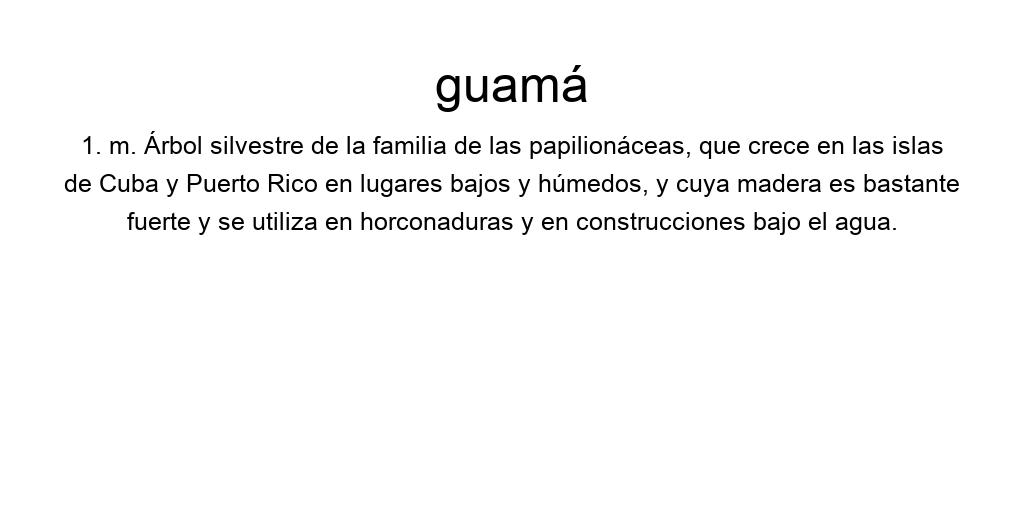 guamá
1. m. Árbol silvestre de la familia de las papilionáceas, que crece en las islas
de Cuba y Puerto Rico en lugares bajos y húmedos, y cuya madera es bastante
fuerte y se utiliza en horconaduras y en construcciones bajo el agua.